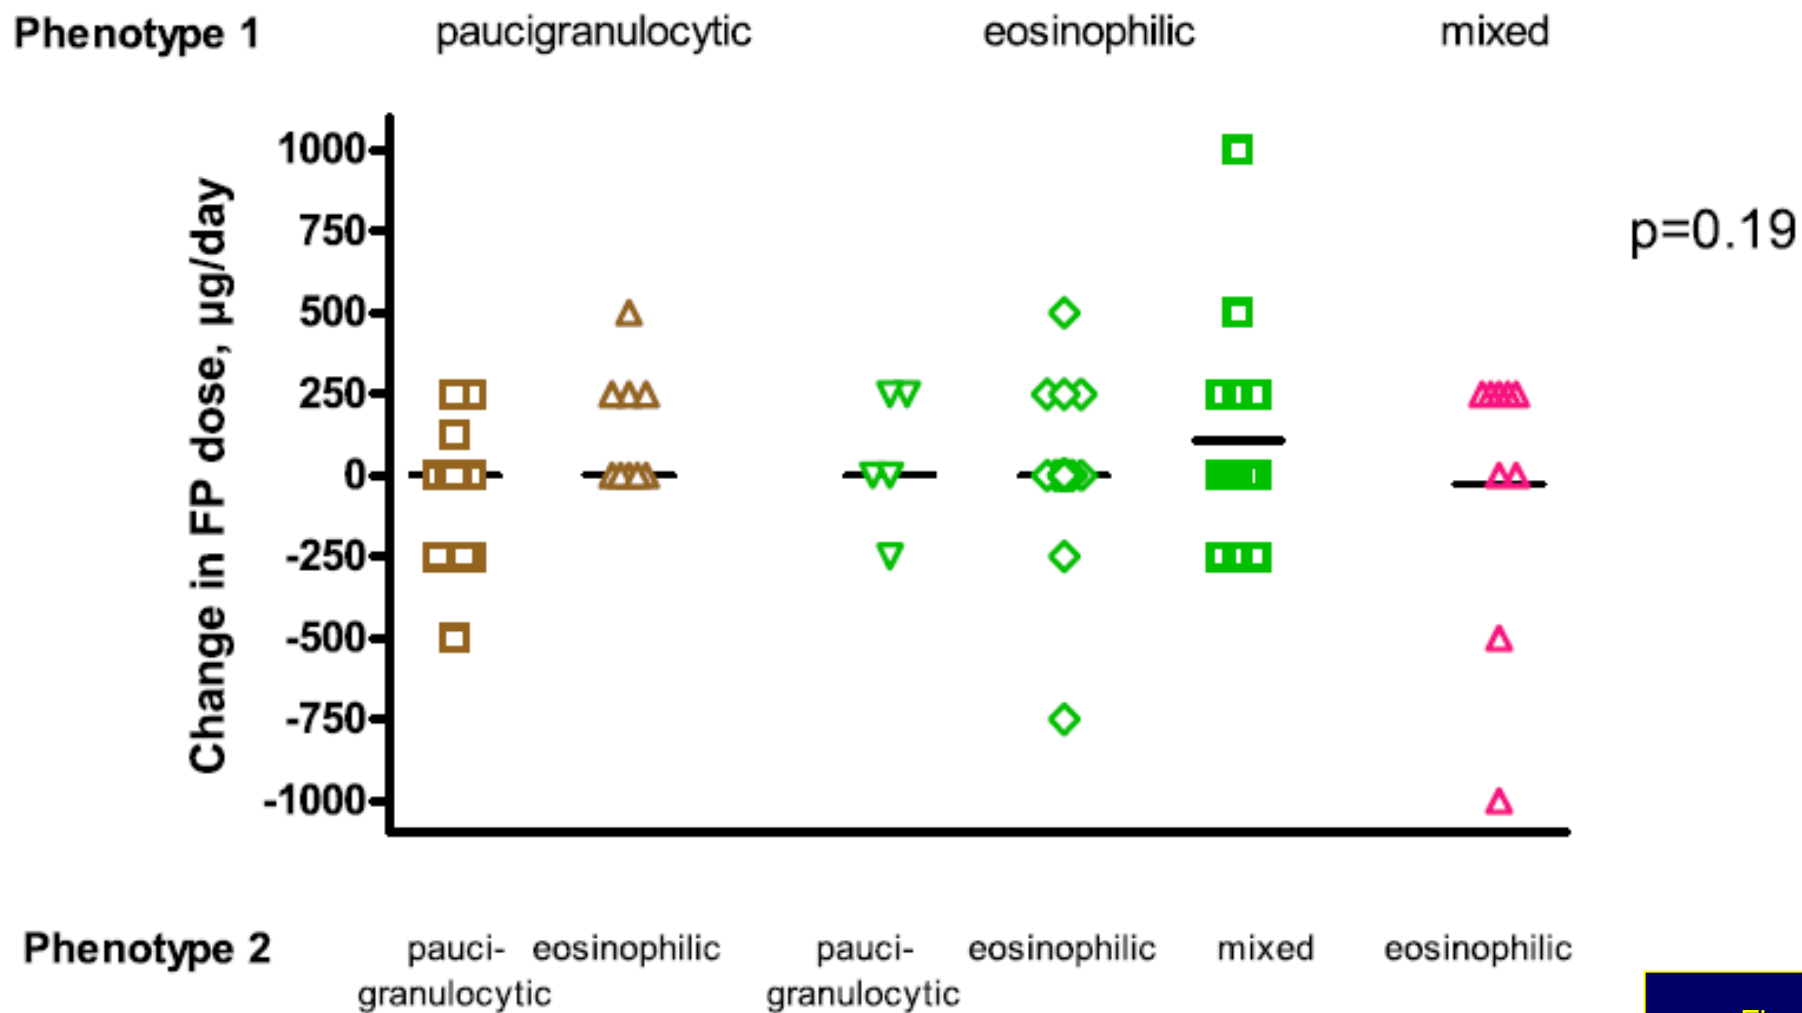 Phenotype 1 paucigranulocytic eosinophilic mixed
1000
750
p=0.19
500
250
0
-250
-500
-750
-1000
Change in FP dose, µg/day
Phenotype 2 pauci- eosinophilic pauci- eosinophilic mixed eosinophilic
granulocytic granulocytic